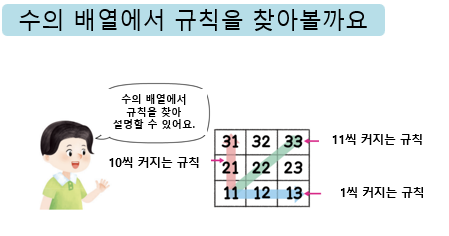 수의 배열에서 규칙을 찾아볼까요
수의 배열에서
규칙을 찾아
설명할 수 있어요.
31 32 33
11씩 커지는 규칙
10씩 커지는 규칙
21 22 23
11 12 13
1씩 커지는 규칙